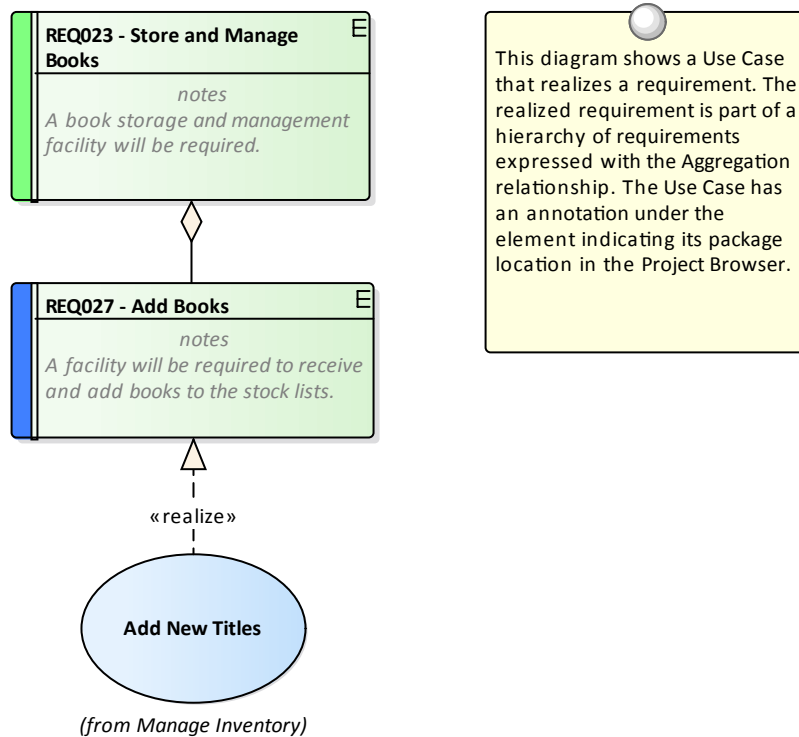 REQ023 - Store and Manage
Books
E
notes
A book storage and management
facility will be required.
REQ027 - Add Books
E
notes
A facility will be required to receive
and add books to the stock lists.
«realize»
Add New Titles
(from Manage Inventory)
This diagram shows a Use Case
that realizes a requirement. The
realized requirement is part of a
hierarchy of requirements
expressed with the Aggregation
relationship. The Use Case has
an annotation under the
element indicating its package
location in the Project Browser.